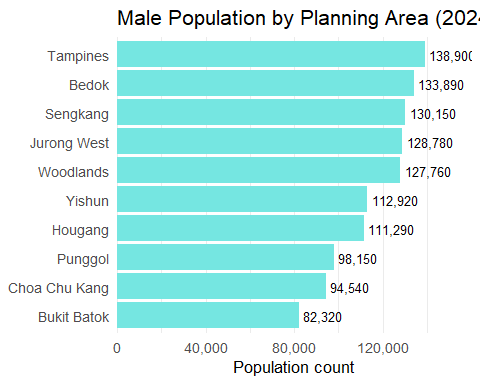 Male Population by Planning Area (202
Tampines 138,900
Bedok 133,890
Sengkang 130,150
Jurong West 128,780
Woodlands 127,760
Yishun 112,920
Hougang 111,290
Punggol 98,150
Choa Chu Kang 94,540
Bukit Batok 82,320
0 40,000 80,000 120,000
Population count